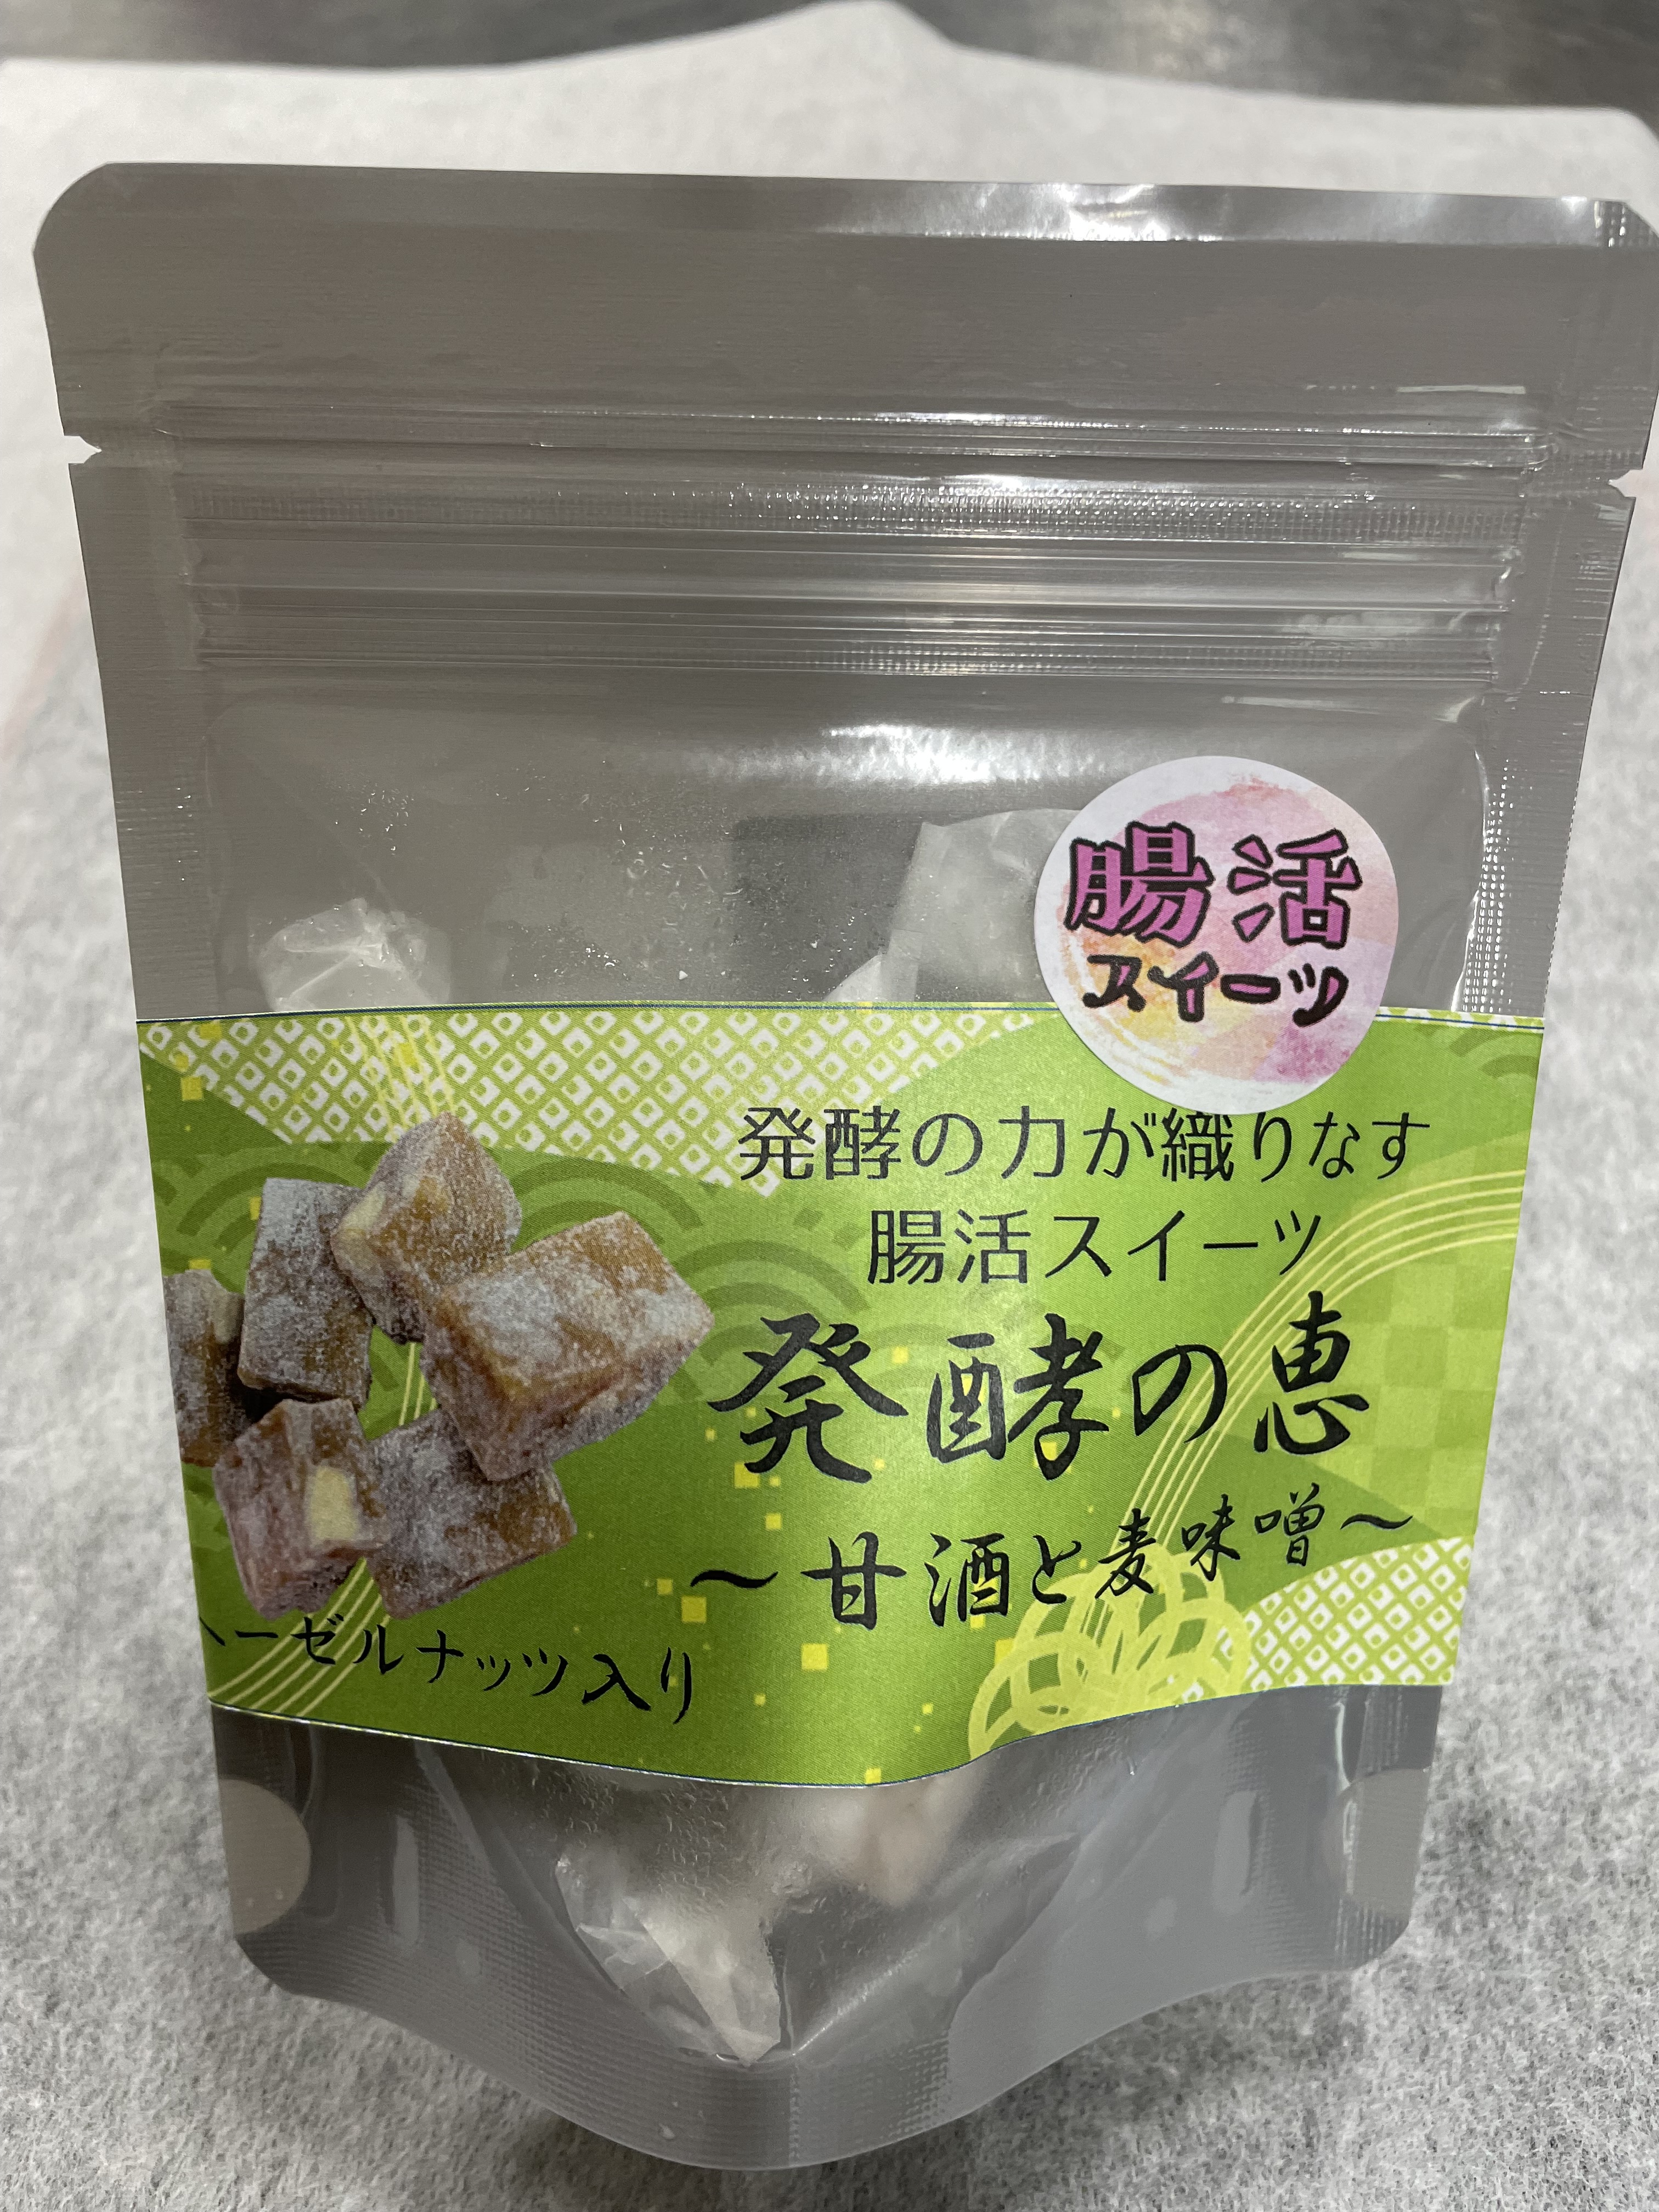 腸活
スイーツ
発酵の力が織りなす
腸活スイーツ
発酵の恵
～甘酒と麦味噌～
ヘーゼルナッツ入り